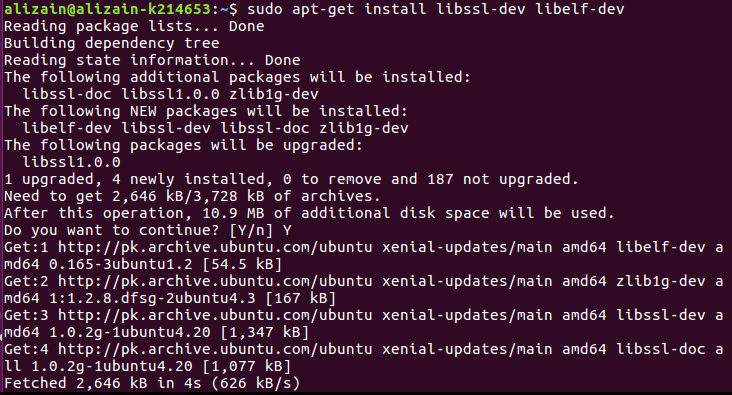 alizain@alizain-k214653:~$ sudo apt-get install libssl-dev libelf-dev
Reading package lists... Done
Building dependency tree
Reading state information... Done
The following additional packages will be installed:
  libssl-doc libssl1.0.0 zlib1g-dev
The following NEW packages will be installed:
  libelf-dev libssl-dev libssl-doc zlib1g-dev
The following packages will be upgraded:
  libssl1.0.0
1 upgraded, 4 newly installed, 0 to remove and 187 not upgraded.
Need to get 2,646 kB/3,728 kB of archives.
After this operation, 10.9 MB of additional disk space will be used.
Do you want to continue? [Y/n] Y
Get:1 http://pk.archive.ubuntu.com/ubuntu xenial-updates/main amd64 libelf-dev a
md64 0.165-3ubuntu1.2 [54.5 kB]
Get:2 http://pk.archive.ubuntu.com/ubuntu xenial-updates/main amd64 zlib1g-dev a
md64 1:1.2.8.dfsg-2ubuntu4.3 [167 kB]
Get:3 http://pk.archive.ubuntu.com/ubuntu xenial-updates/main amd64 libssl-dev a
md64 1.0.2g-1ubuntu4.20 [1,347 kB]
Get:4 http://pk.archive.ubuntu.com/ubuntu xenial-updates/main amd64 libssl-doc a
ll 1.0.2g-1ubuntu4.20 [1,077 kB]
Fetched 2,646 kB in 4s (626 kB/s)